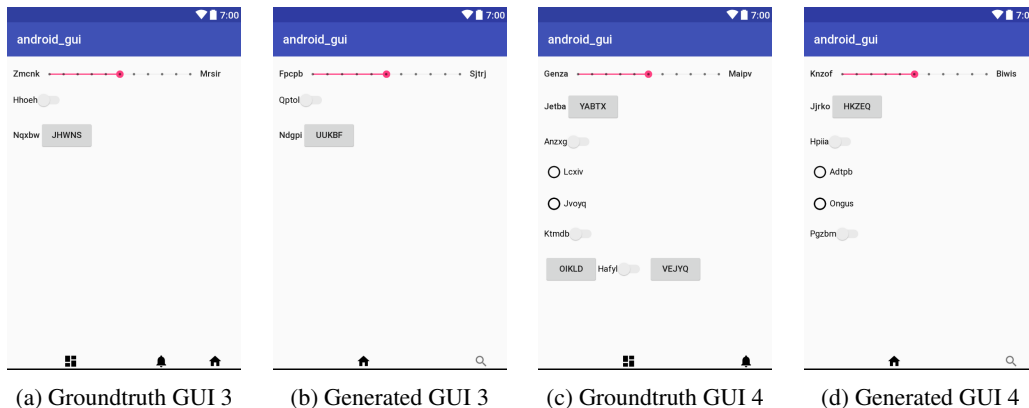 7:00
android_gui
Zmcnk Mrsir
Hhoeh
Nqxbw JHWNS
(a) Groundtruth GUI 3
7:00
android_gui
Fpcpb Sjtrj
Qptol
Ndgpi UUKBF
(b) Generated GUI 3
7:00
android_gui
Genza Maipv
Jetba YABTX
Anzxg
Lcxiv
Jvoyq
Ktmdb
OIKLD Hafyl VEJYQ
(c) Groundtruth GUI 4
7:00
android_gui
Knzof Biwis
Jjrko HKZEQ
Hpiia
Adtpb
Ongus
Pgzbm
(d) Generated GUI 4